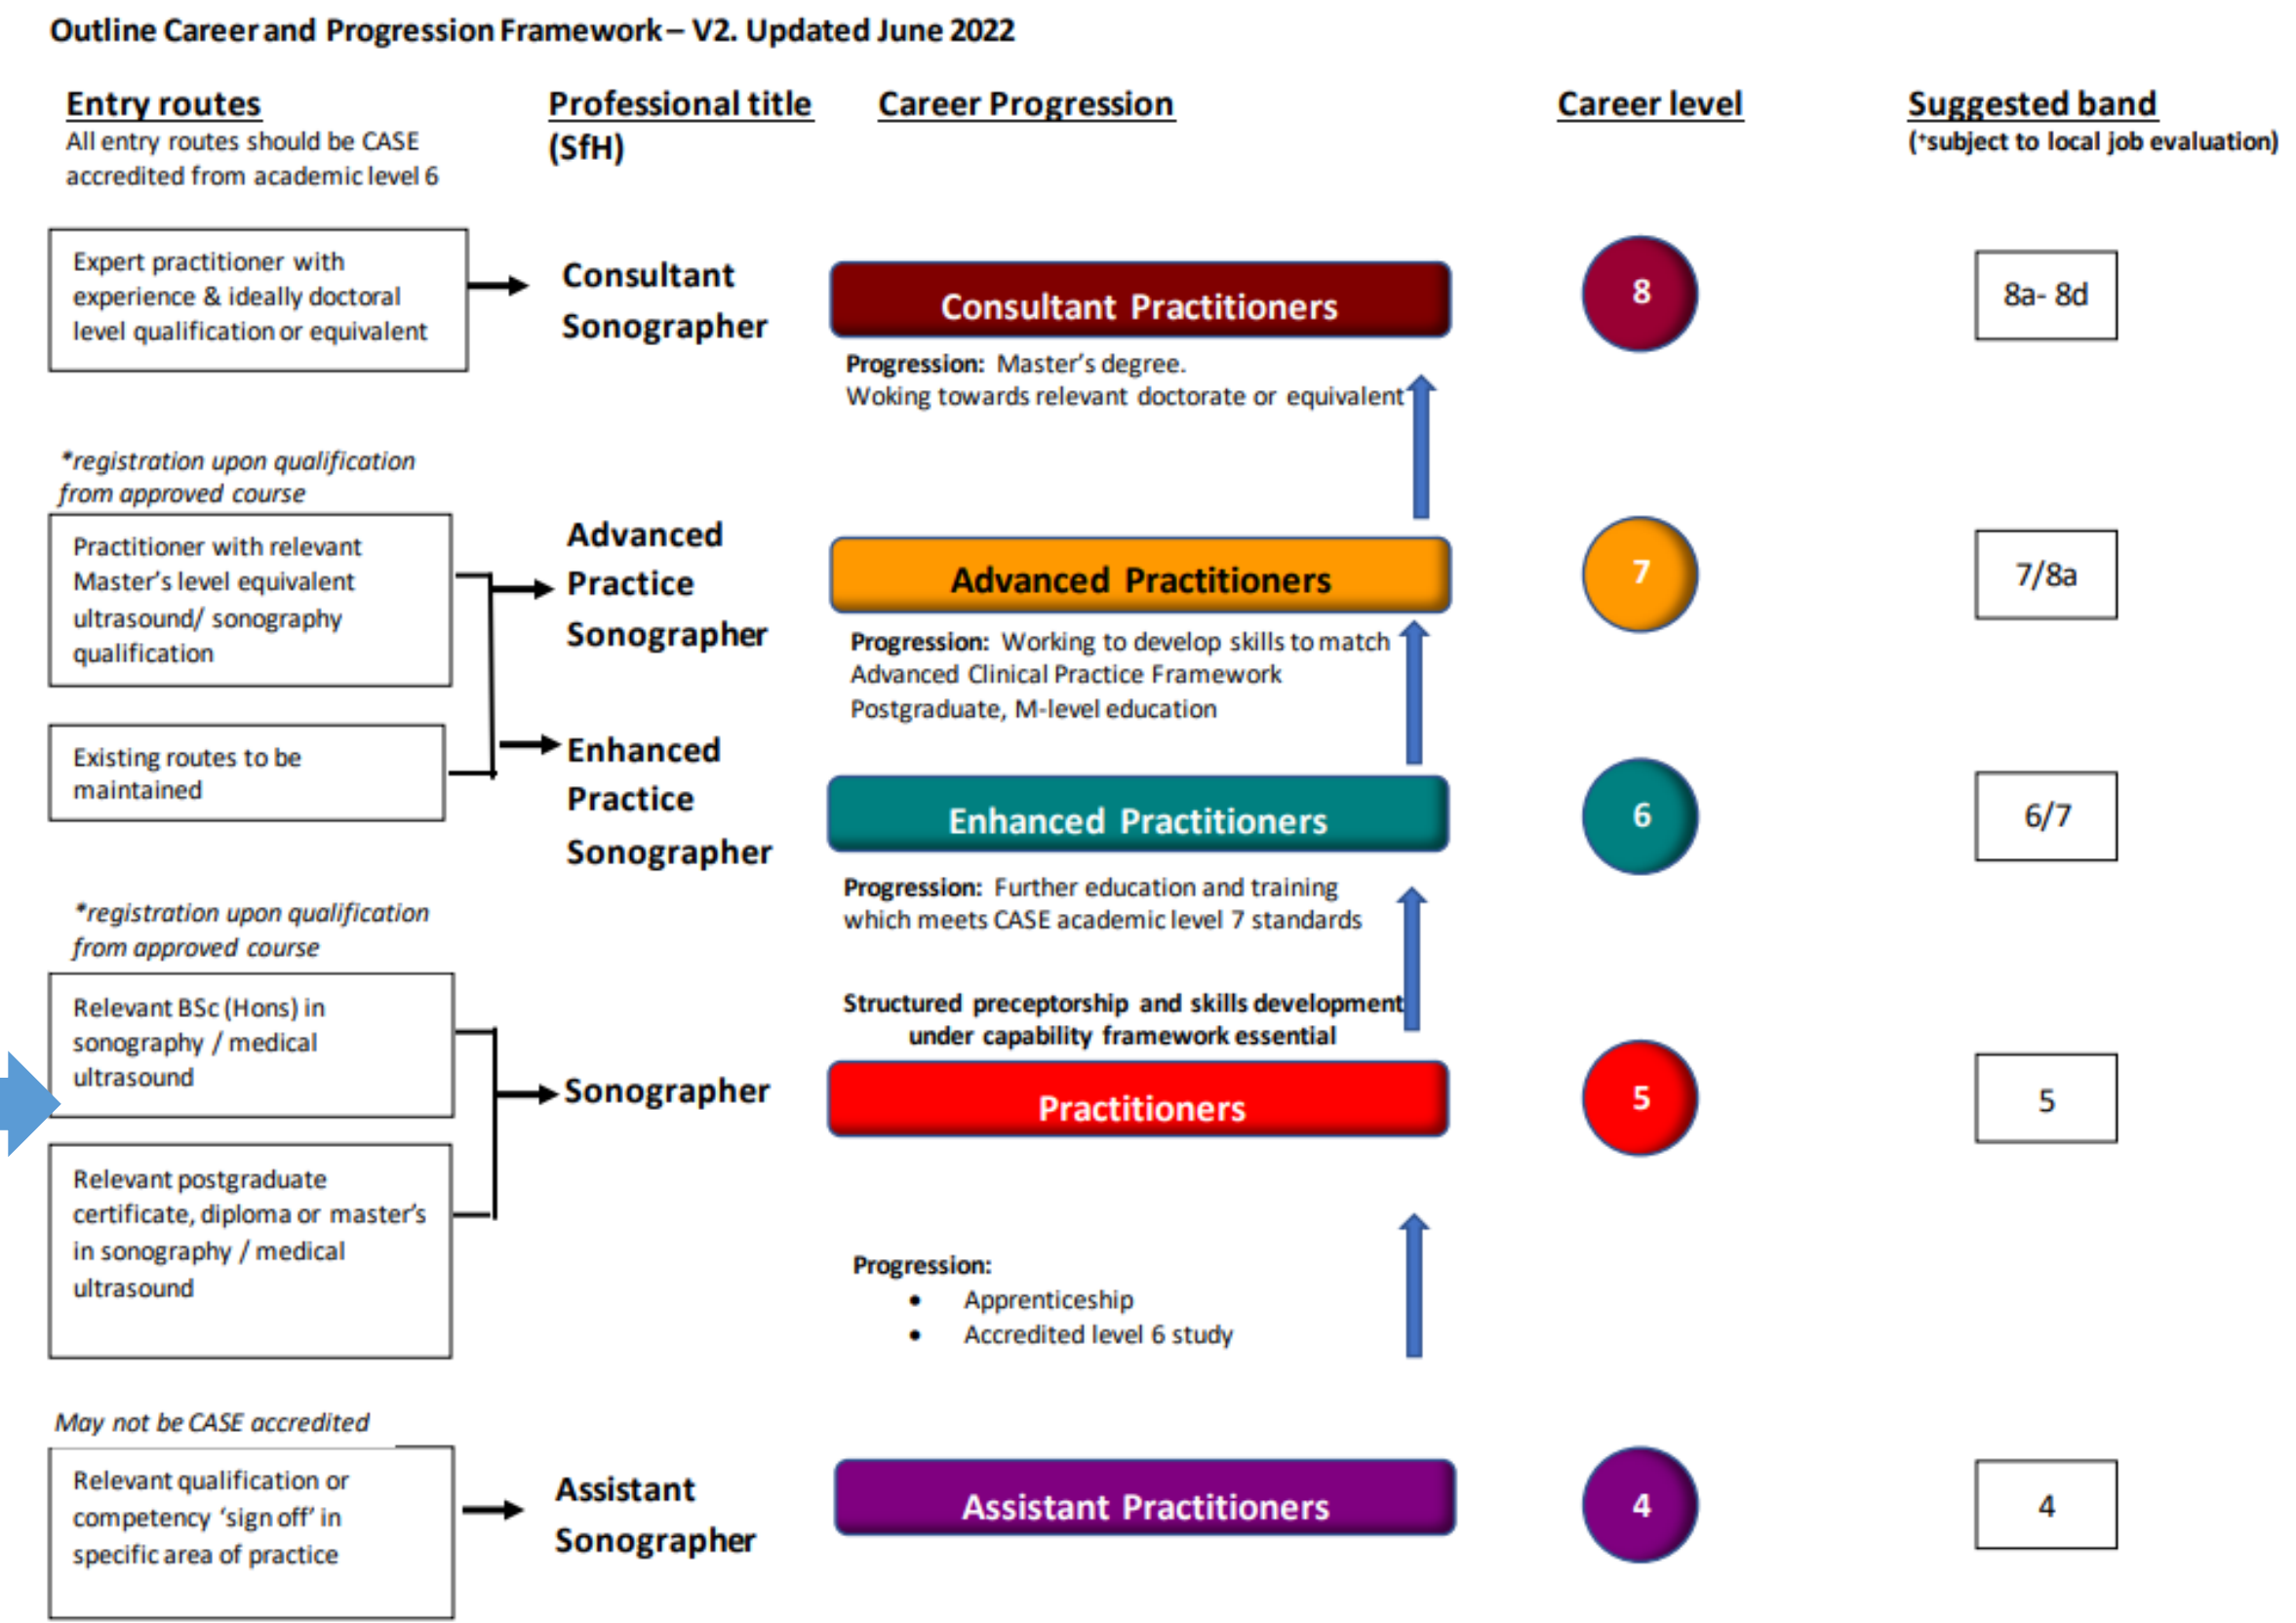 Outline Career and Progression Framework – V2. Updated June 2022
Entry routes
All entry routes should be CASE
accredited from academic level 6
Professional title
(SfH)
Career Progression
Career level
Suggested band
(⁺subject to local job evaluation)
Expert practitioner with
experience & ideally doctoral
level qualification or equivalent
Consultant
Sonographer
Consultant Practitioners
Progression: Master's degree.
Woking towards relevant doctorate or equivalent
8
8a- 8d
*registration upon qualification
from approved course
Practitioner with relevant
Master's level equivalent
ultrasound/ sonography
qualification
Advanced
Practice
Sonographer
Advanced Practitioners
Progression: Working to develop skills to match
Advanced Clinical Practice Framework
Postgraduate, M-level education
7
7/8a
Existing routes to be
maintained
Enhanced
Practice
Sonographer
Enhanced Practitioners
Progression: Further education and training
which meets CASE academic level 7 standards
6
6/7
*registration upon qualification
from approved course
Relevant BSc (Hons) in
sonography / medical
ultrasound
Structured preceptorship and skills development
under capability framework essential
Sonographer
Practitioners
5
5
Relevant postgraduate
certificate, diploma or master's
in sonography / medical
ultrasound
Progression:
• Apprenticeship
• Accredited level 6 study
May not be CASE accredited
Relevant qualification or
competency ‘sign off’ in
specific area of practice
Assistant
Sonographer
Assistant Practitioners
4
4